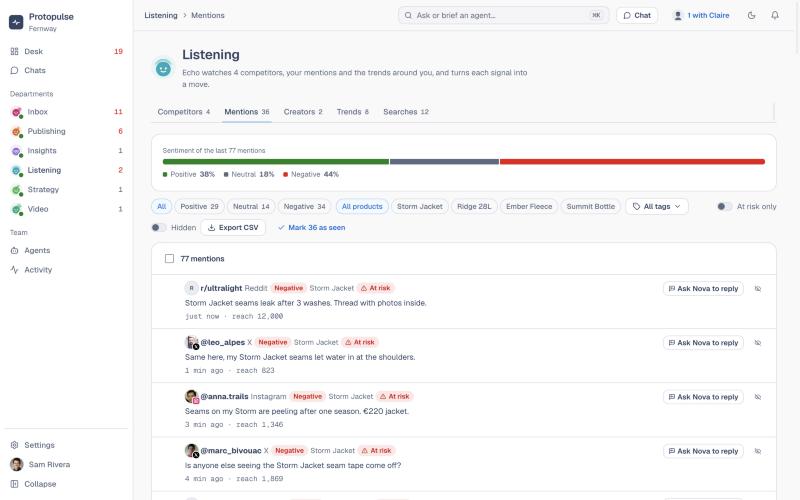 Protopulse
Fernway
Desk 19
Chats
Departments
Inbox 11
Publishing 6
Insights 1
Listening 2
Strategy 1
Video 1
Team
Agents
Activity
Settings
Sam Rivera
Collapse
Listening > Mentions
Ask or brief an agent... ⌘K
Chat
1 with Claire
Listening
Echo watches 4 competitors, your mentions and the trends around you, and turns each signal into
a move.
Competitors 4 Mentions 36 Creators 2 Trends 8 Searches 12
Sentiment of the last 77 mentions
Positive 38% Neutral 18% Negative 44%
All Positive 29 Neutral 14 Negative 34 All products Storm Jacket Ridge 28L Ember Fleece Summit Bottle All tags At risk only
Hidden Export CSV Mark 36 as seen
77 mentions
R r/ultralight Reddit Negative Storm Jacket At risk Ask Nova to reply
Storm Jacket seams leak after 3 washes. Thread with photos inside.
just now · reach 12,000
@leo_alpes X Negative Storm Jacket At risk Ask Nova to reply
Same here, my Storm Jacket seams let water in at the shoulders.
1 min ago · reach 823
@anna.trails Instagram Negative Storm Jacket At risk Ask Nova to reply
Seams on my Storm are peeling after one season. €220 jacket.
3 min ago · reach 1,346
@marc_bivouac X Negative Storm Jacket At risk Ask Nova to reply
Is anyone else seeing the Storm Jacket seam tape come off?
4 min ago · reach 1,869